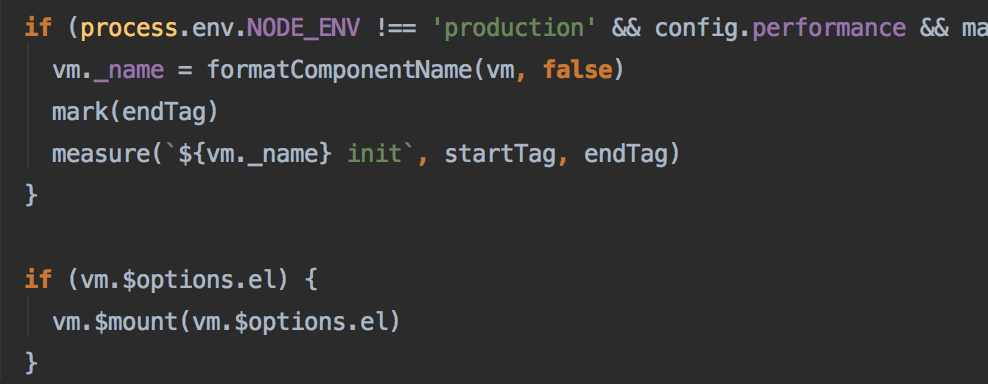 if (process.env.NODE_ENV !== 'production' && config.performance && ma
vm._name = formatComponentName(vm, false)
mark(endTag)
measure(`${vm._name} init`, startTag, endTag)
}
if (vm.$options.el) {
vm.$mount(vm.$options.el)
}